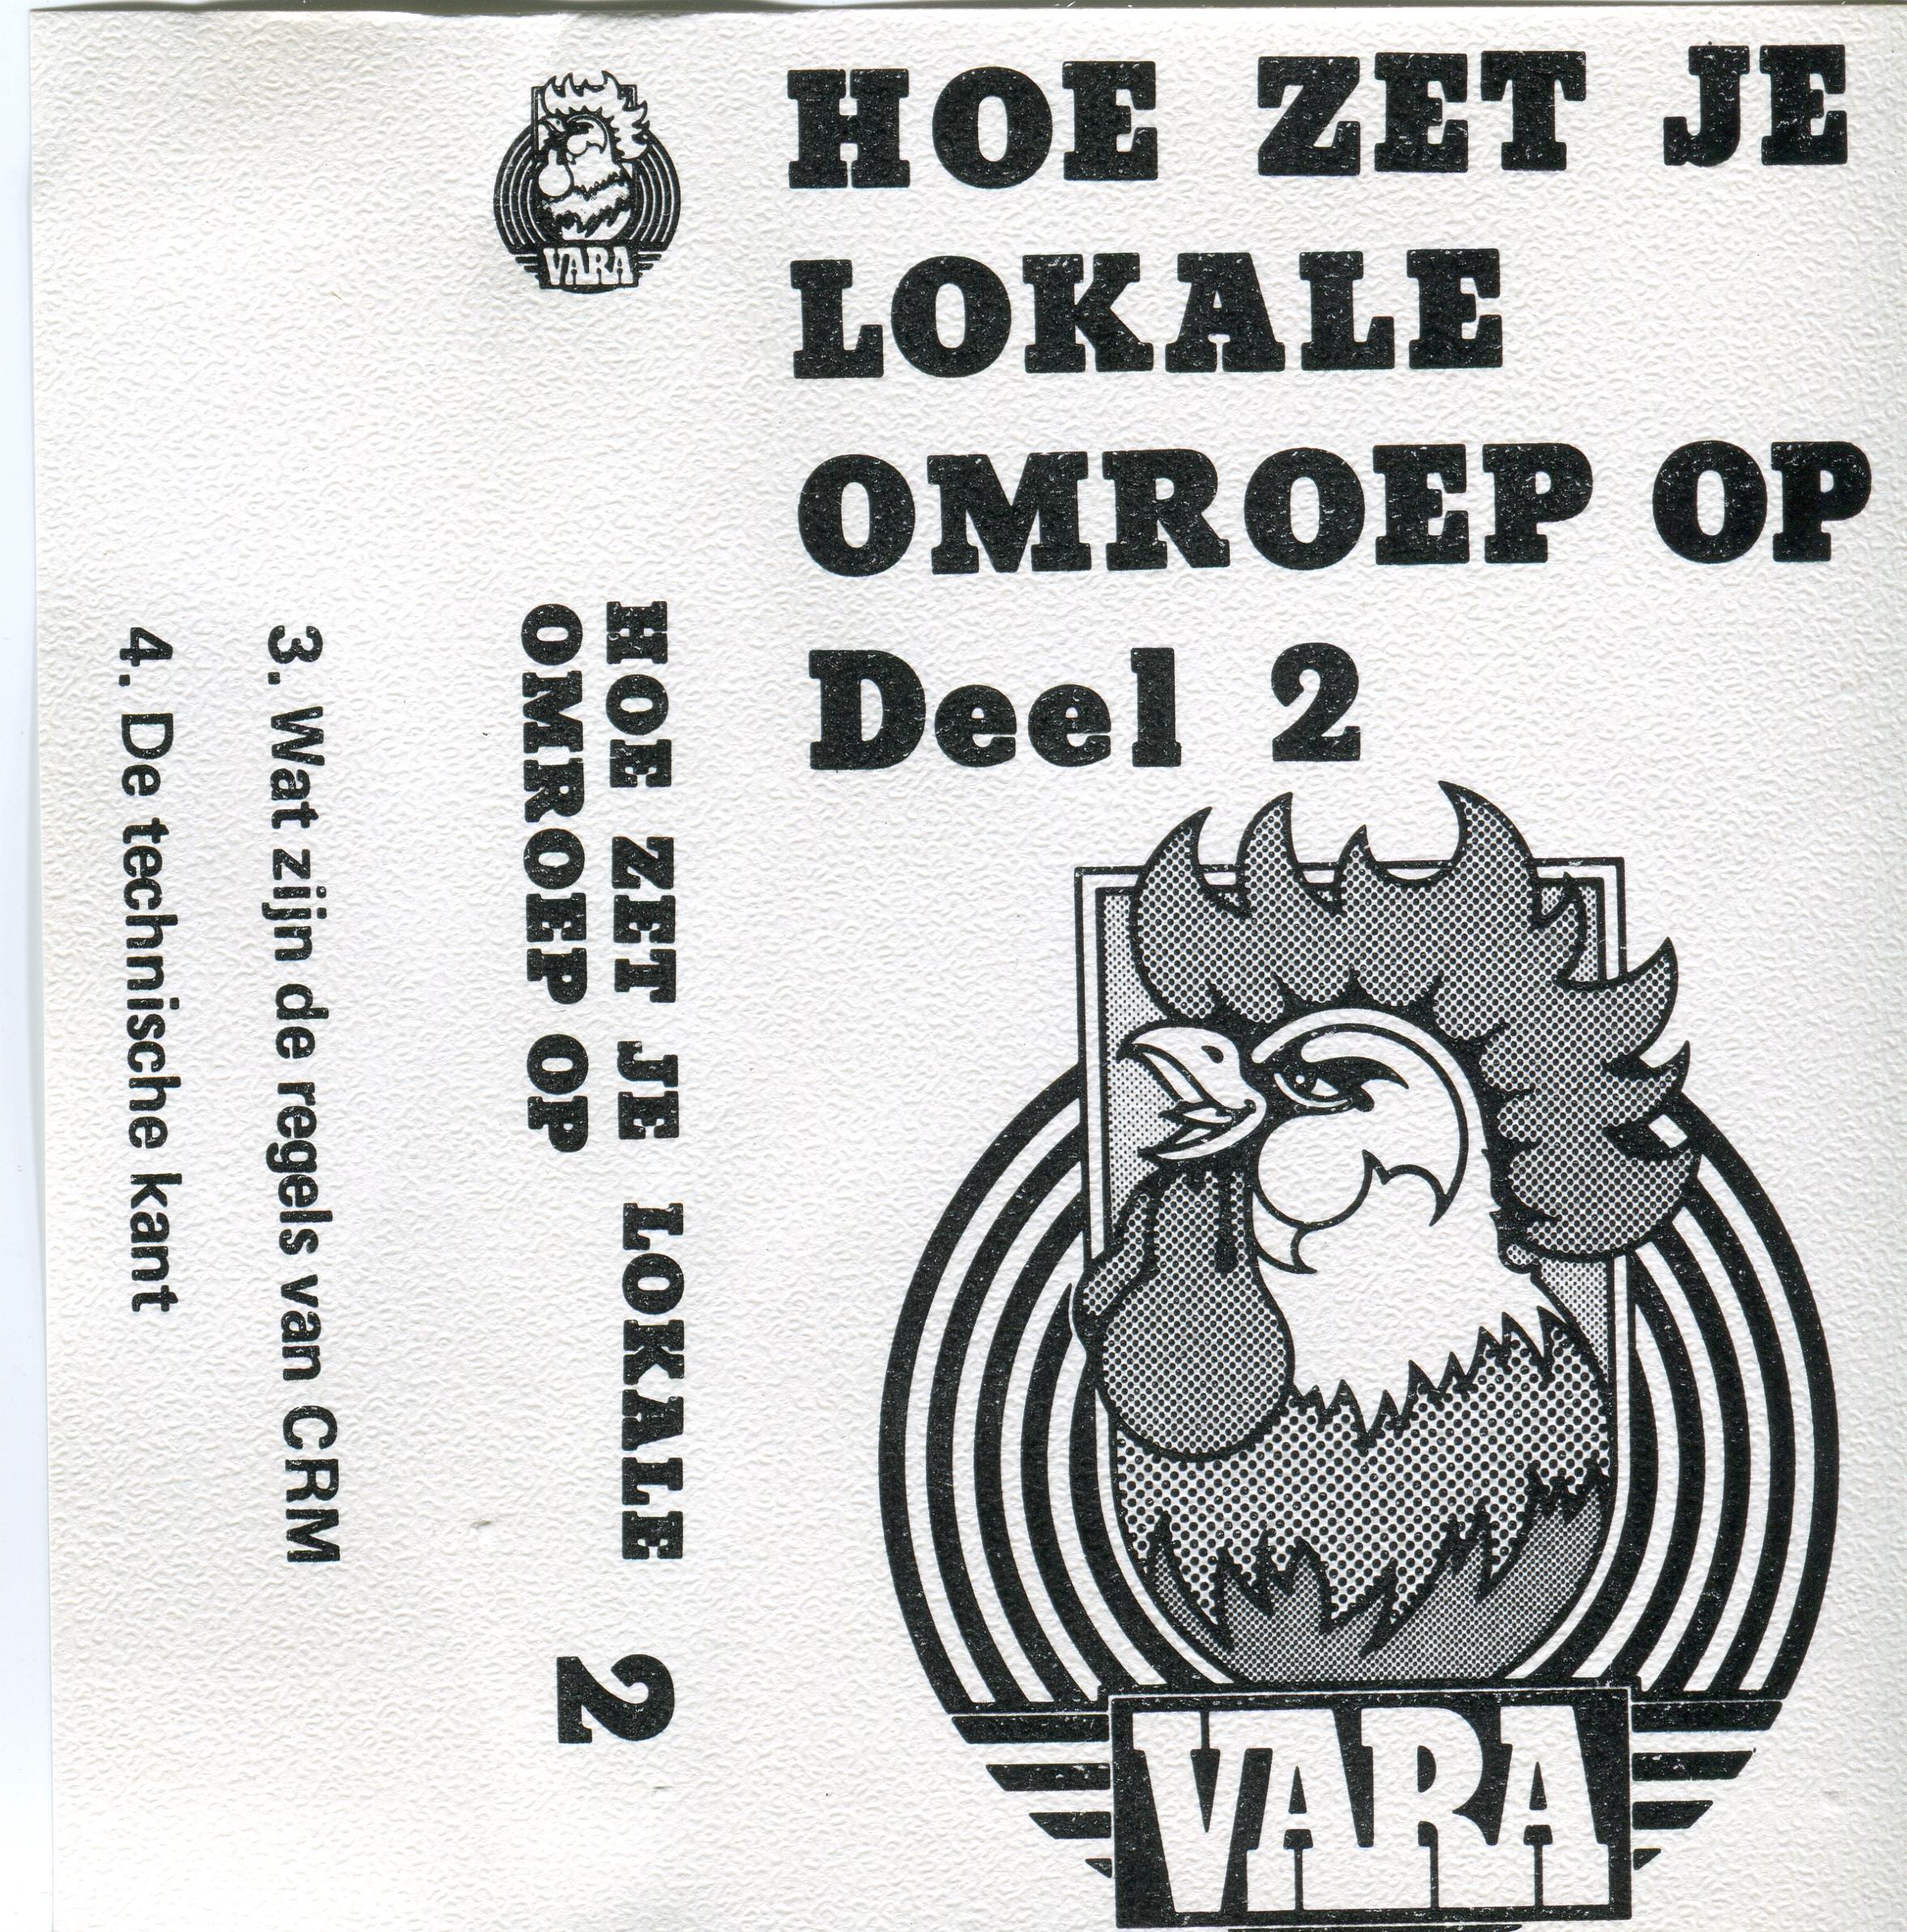 HOE ZET JE
LOKALE
OMROEP OP
Deel 2
VARA
VARA
HOE ZET JE LOKALE
OMROEP OP
2
3. Wat zijn de regels van CRM
4. De technische kant